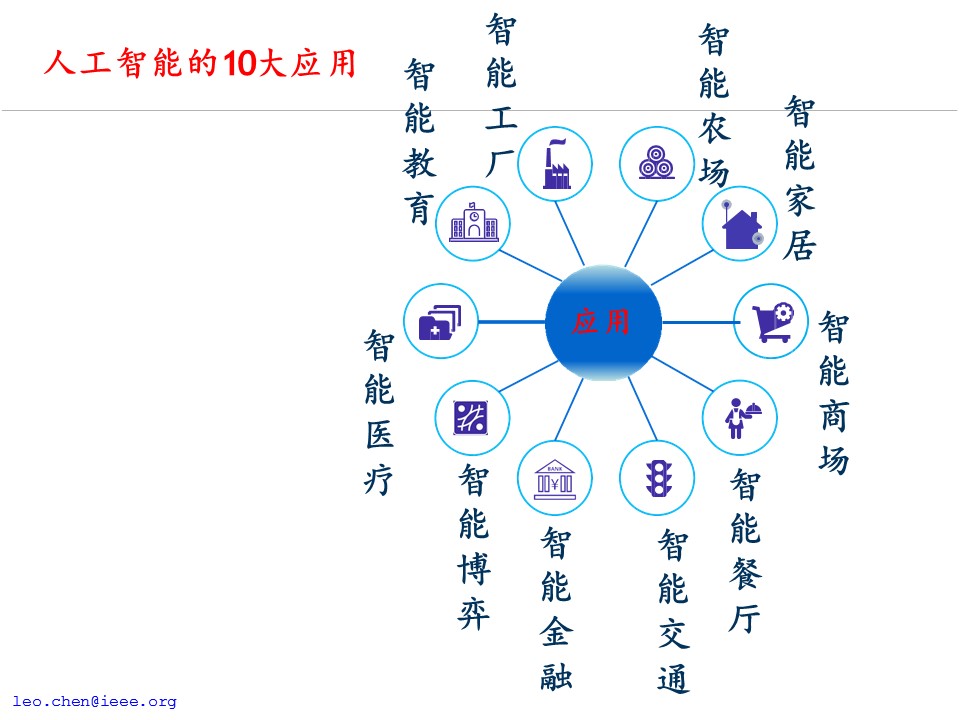 人工智能的10大应用
智能工厂
智能农场
智能教育
智能家居
应用
智能医疗
智能商场
智能博弈
BANK
¥
智能金融
智能交通
智能餐厅
leo.chen@ieee.org